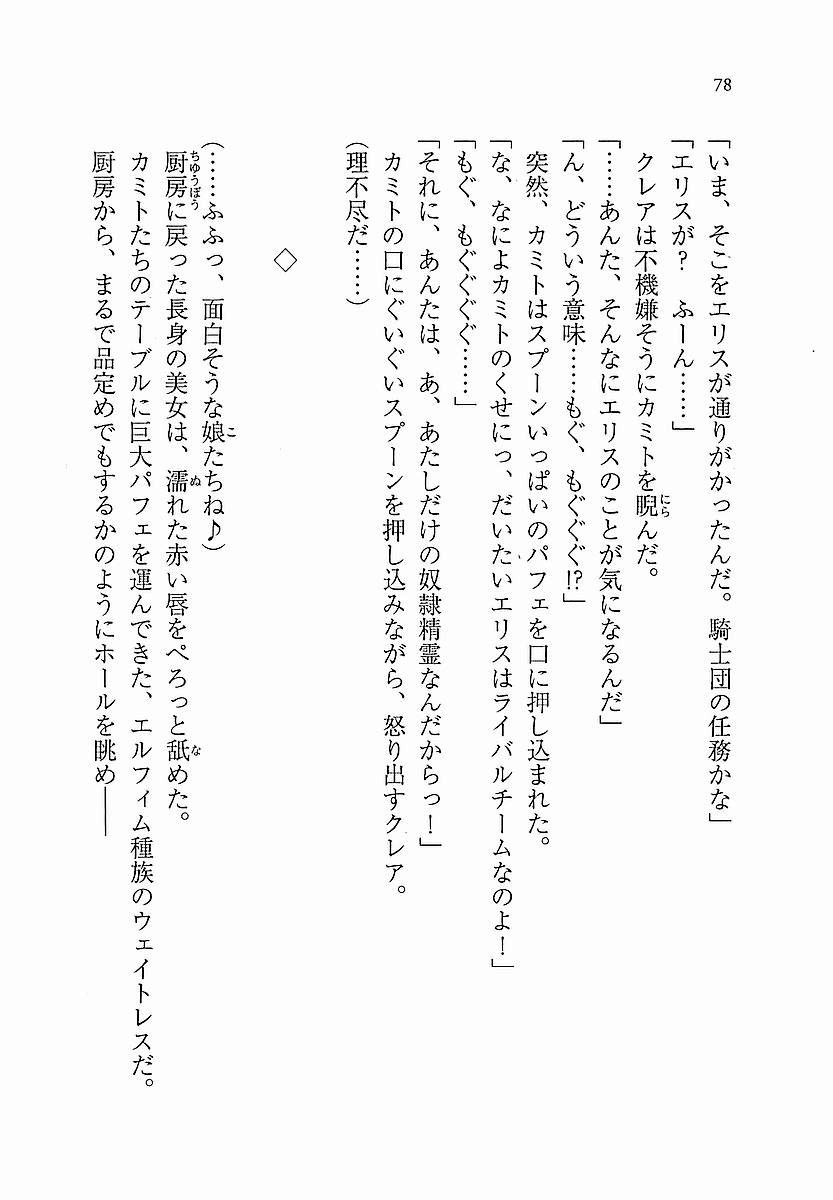 78
「いま、そこをエリスが通りがかったんだ。騎士団の任務かな」
「エリスが？　ふーん……」
クレアは不機嫌そうにカミトを睨んだ。
「……あんた、そんなにエリスのことが気になるんだ」
「ん、どういう意味……もぐ、もぐぐぐ!?」
突然、カミトはスプーンいっぱいのパフェを口に押し込まれた。
「な、なによカミトのくせにっ、だいたいエリスはライバルチームなのよ！」
「もぐ、もぐぐぐ……」
「それに、あんたは、あ、あたしだけの奴隷精霊なんだからっ！」
カミトの口にぐいぐいスプーンを押し込みながら、怒り出すクレア。
(理不尽だ……)
◇
(……ふふっ、面白そうな娘たちね♪)
厨房に戻った長身の美女は、濡れた赤い唇をぺろっと舐めた。
カミトたちのテーブルに巨大パフェを運んできた、エルフィム種族のウェイトレスだ。
厨房から、まるで品定めでもするかのようにホールを眺め――